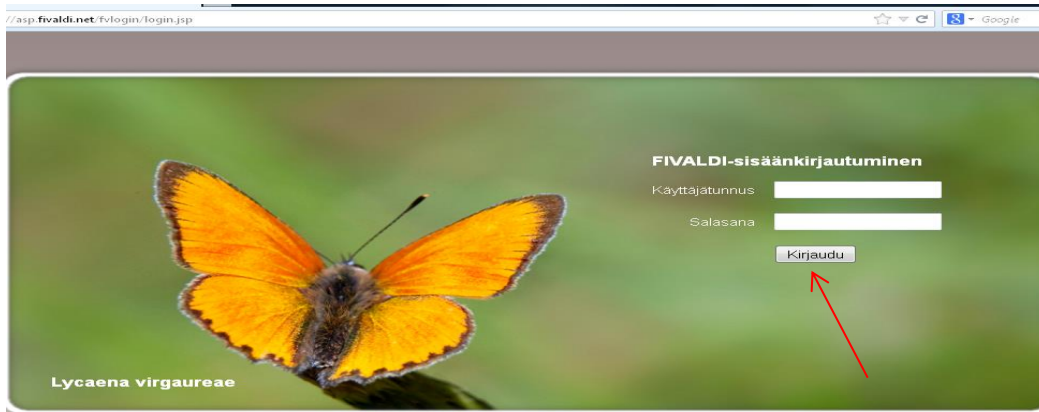 //asp.fivaldi.net/fvlogin/login.jsp
Google
FIVALDI-sisäänkirjautuminen
Käyttäjätunnus
Salasana
Kirjaudu
Lycaena virgaureae